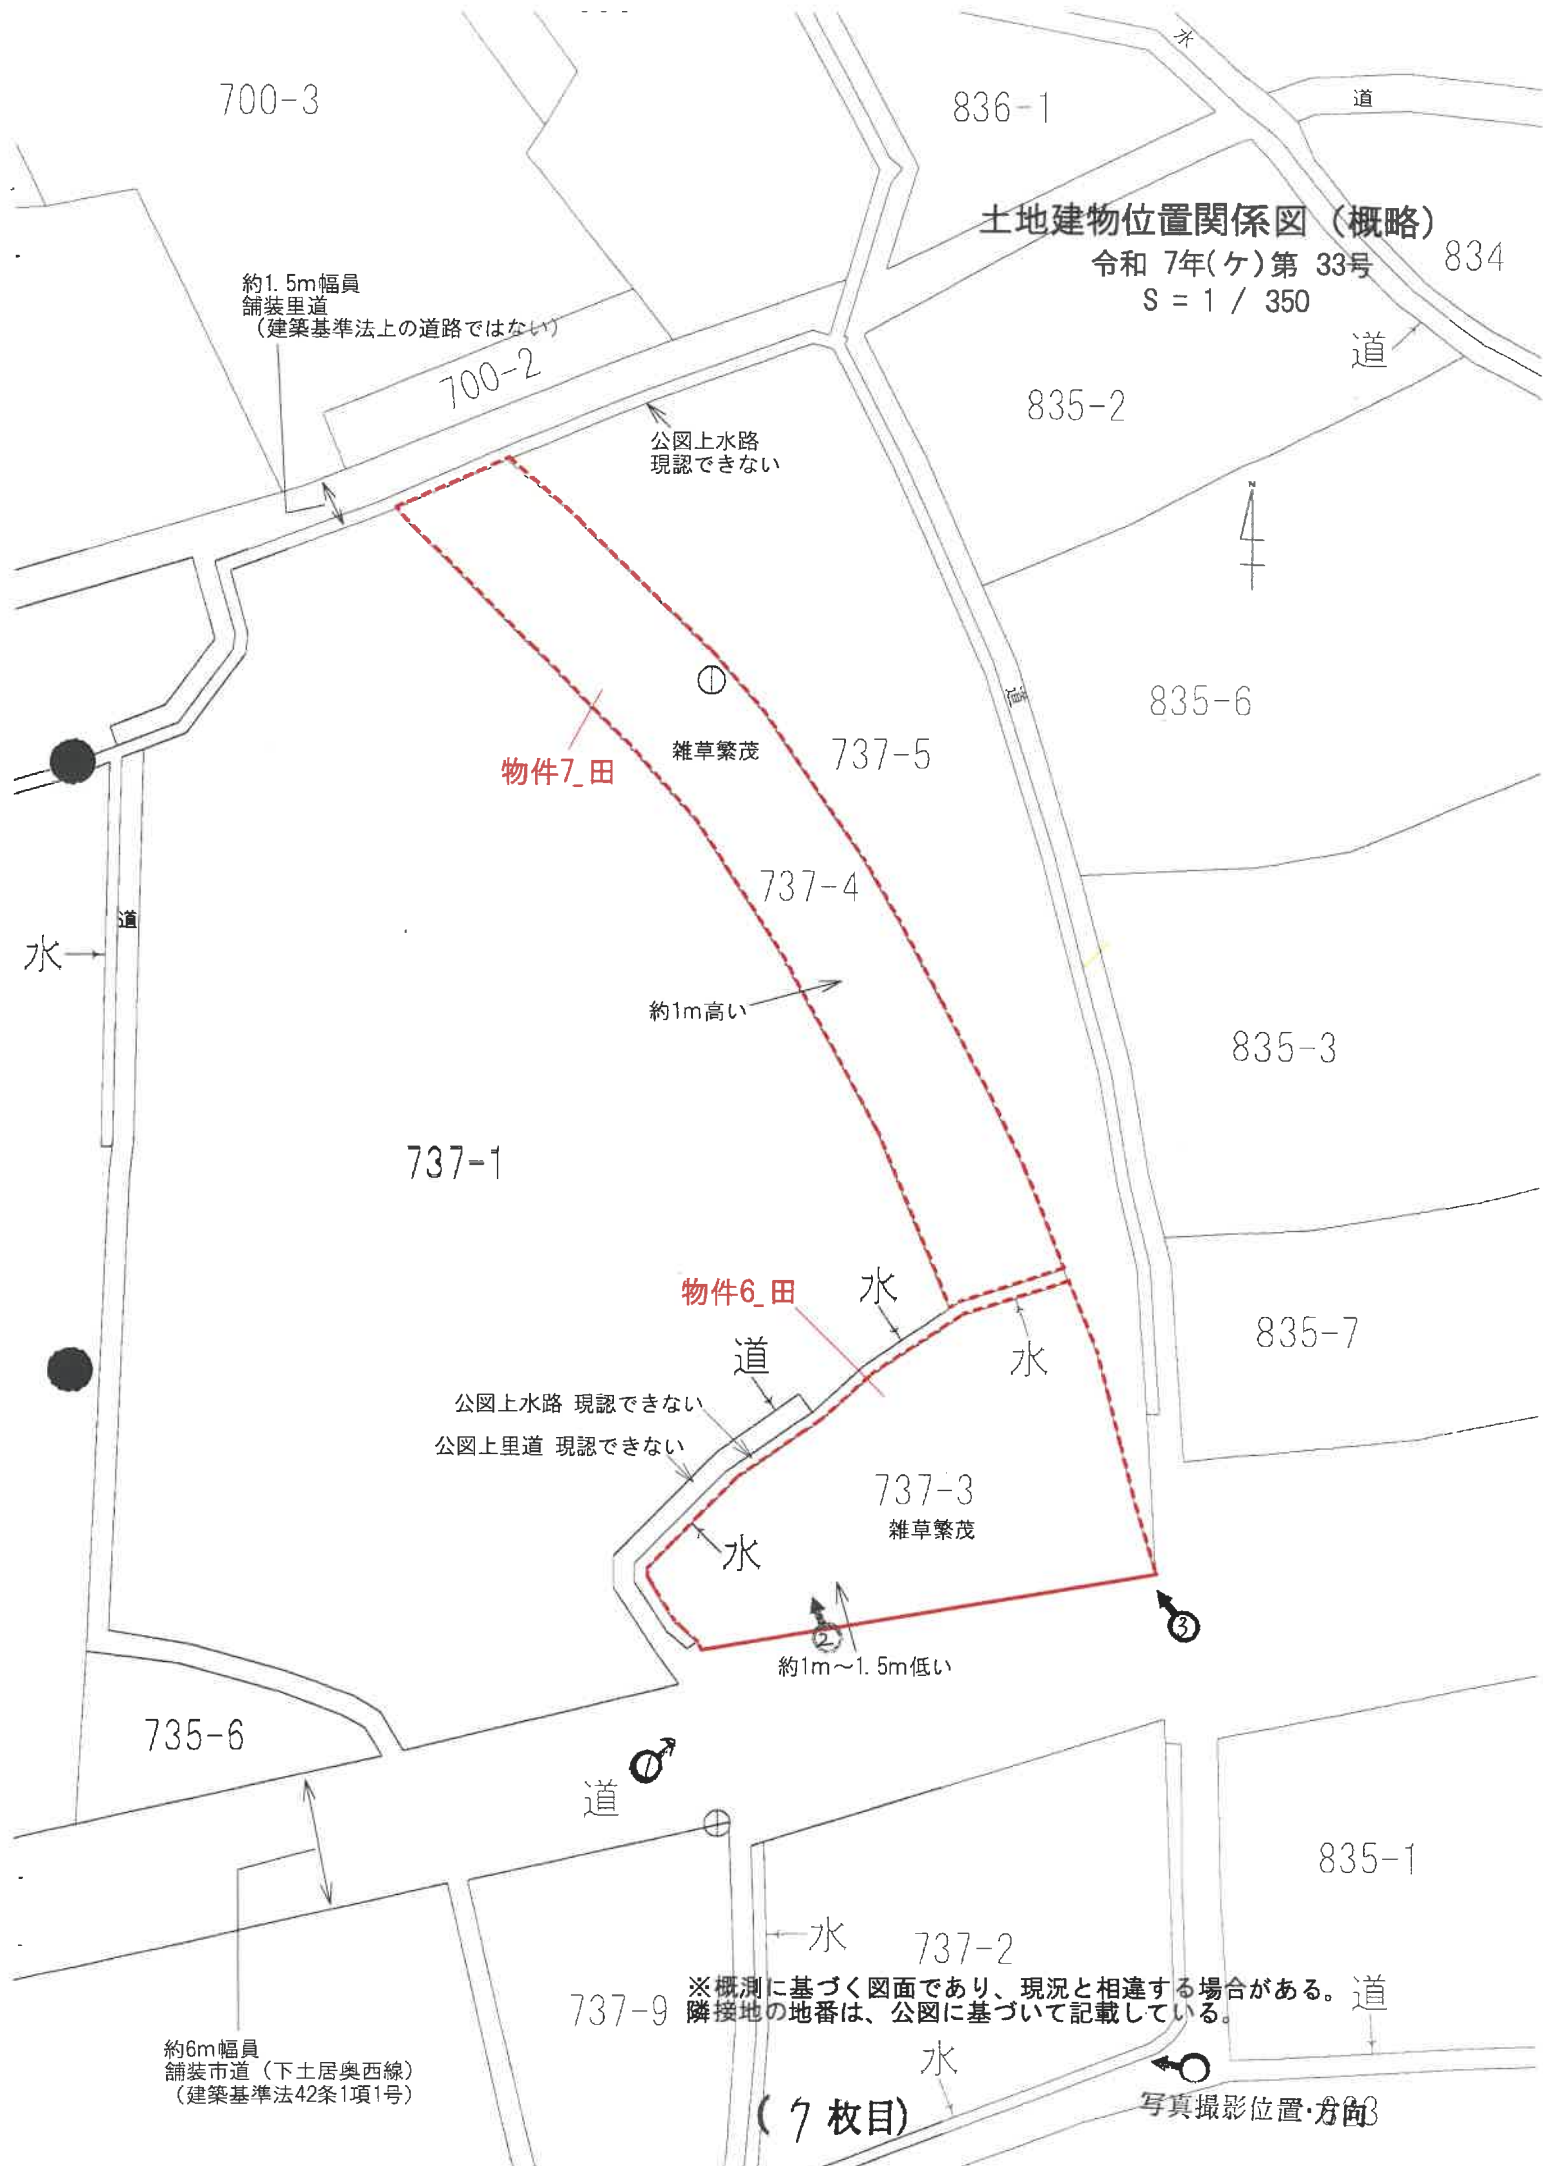 水
700-3
836-1
道
土地建物位置関係図（概略）
令和 7年(ケ)第 33号
S = 1 / 350
834
約1.5m幅員
舗装里道
（建築基準法上の道路ではない）
道
700-2
835-2
公図上水路
現認できない
N
道
835-6
物件7_田
雑草繁茂
737-5
737-4
道
水
約1m高い
835-3
737-1
物件6_田
水
道
水
835-7
公図上水路 現認できない
公図上里道 現認できない
737-3
雑草繁茂
水
②
③
約1m～1.5m低い
735-6
道
835-1
水
737-2
※概測に基づく図面であり、現況と相違する場合がある。
隣接地の地番は、公図に基づいて記載している。
737-9
道
約6m幅員
舗装市道（下土居奥西線）
（建築基準法42条1項1号）
水
(7枚目)
写真撮影位置・方向